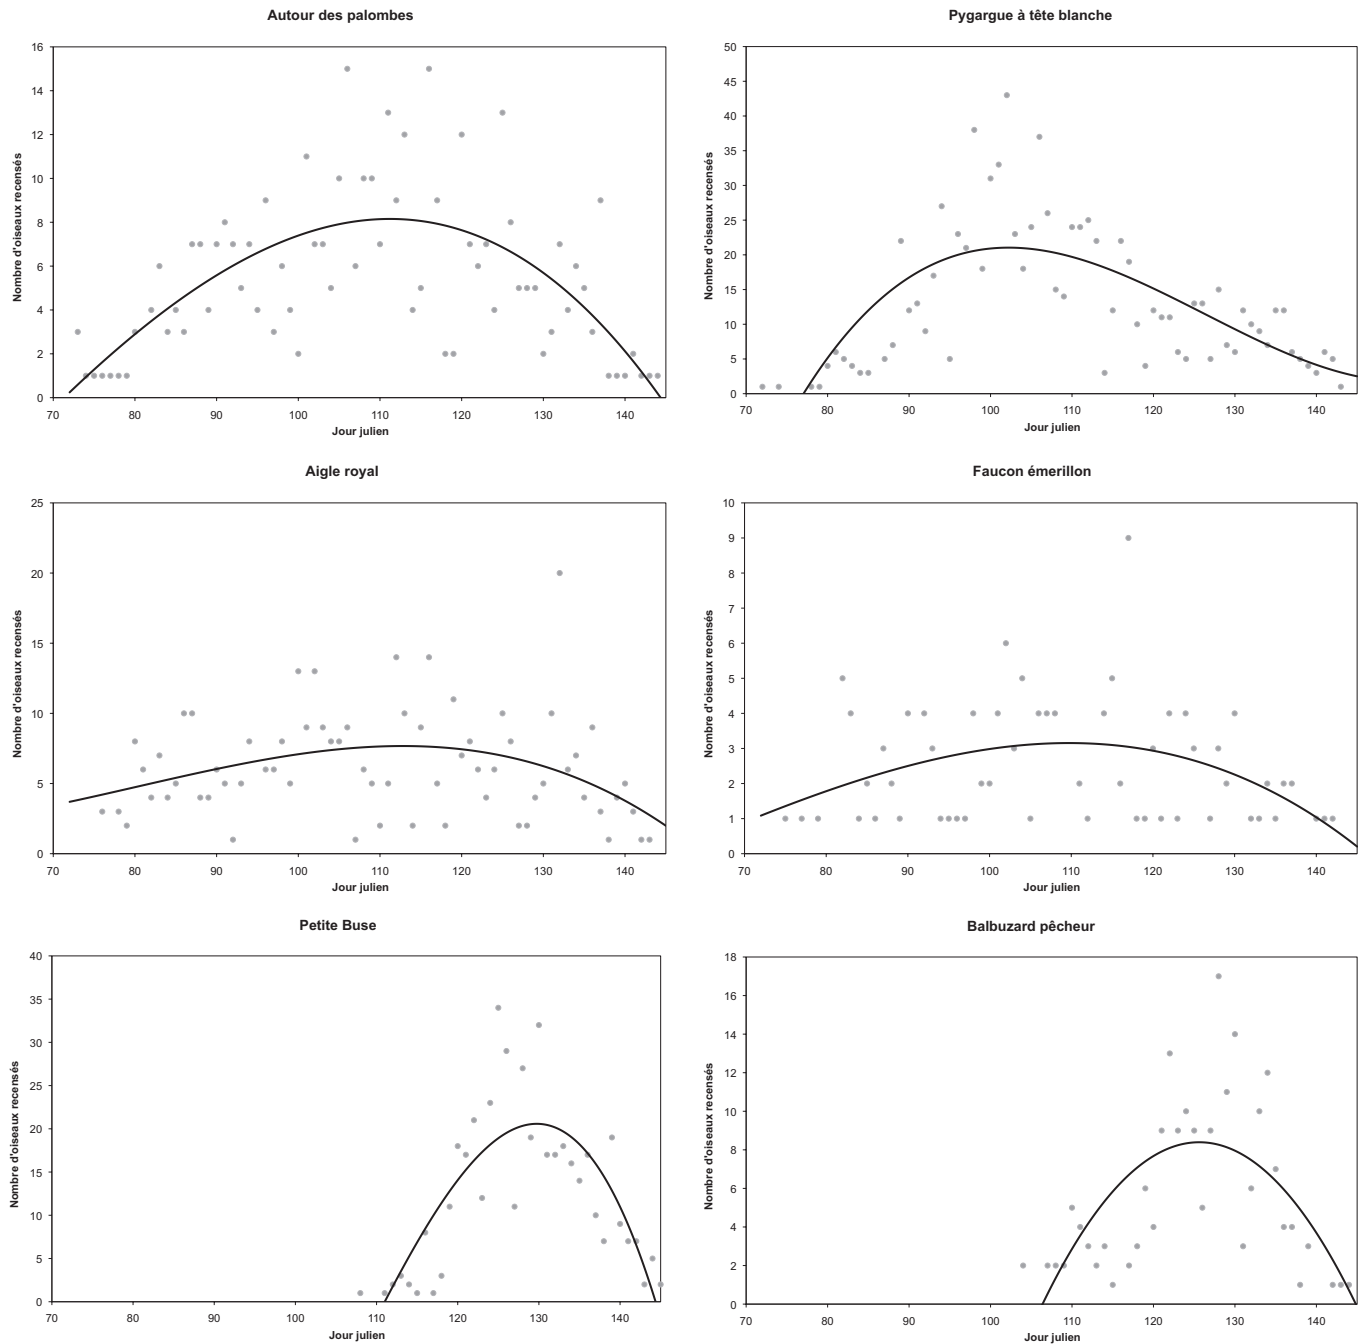 Autour des palombes
Nombre d'oiseaux recensés
16
14
12
10
8
6
4
2
0
70 80 90 100 110 120 130 140
Jour julien
Pygargue à tête blanche
Nombre d'oiseaux recensés
50
45
40
35
30
25
20
15
10
5
0
70 80 90 100 110 120 130 140
Jour julien
Aigle royal
Nombre d'oiseaux recensés
25
20
15
10
5
0
70 80 90 100 110 120 130 140
Jour julien
Faucon émerillon
Nombre d'oiseaux recensés
10
9
8
7
6
5
4
3
2
1
0
70 80 90 100 110 120 130 140
Jour julien
Petite Buse
Nombre d'oiseaux recensés
40
35
30
25
20
15
10
5
0
70 80 90 100 110 120 130 140
Jour julien
Balbuzard pêcheur
Nombre d'oiseaux recensés
18
16
14
12
10
8
6
4
2
0
70 80 90 100 110 120 130 140
Jour julien